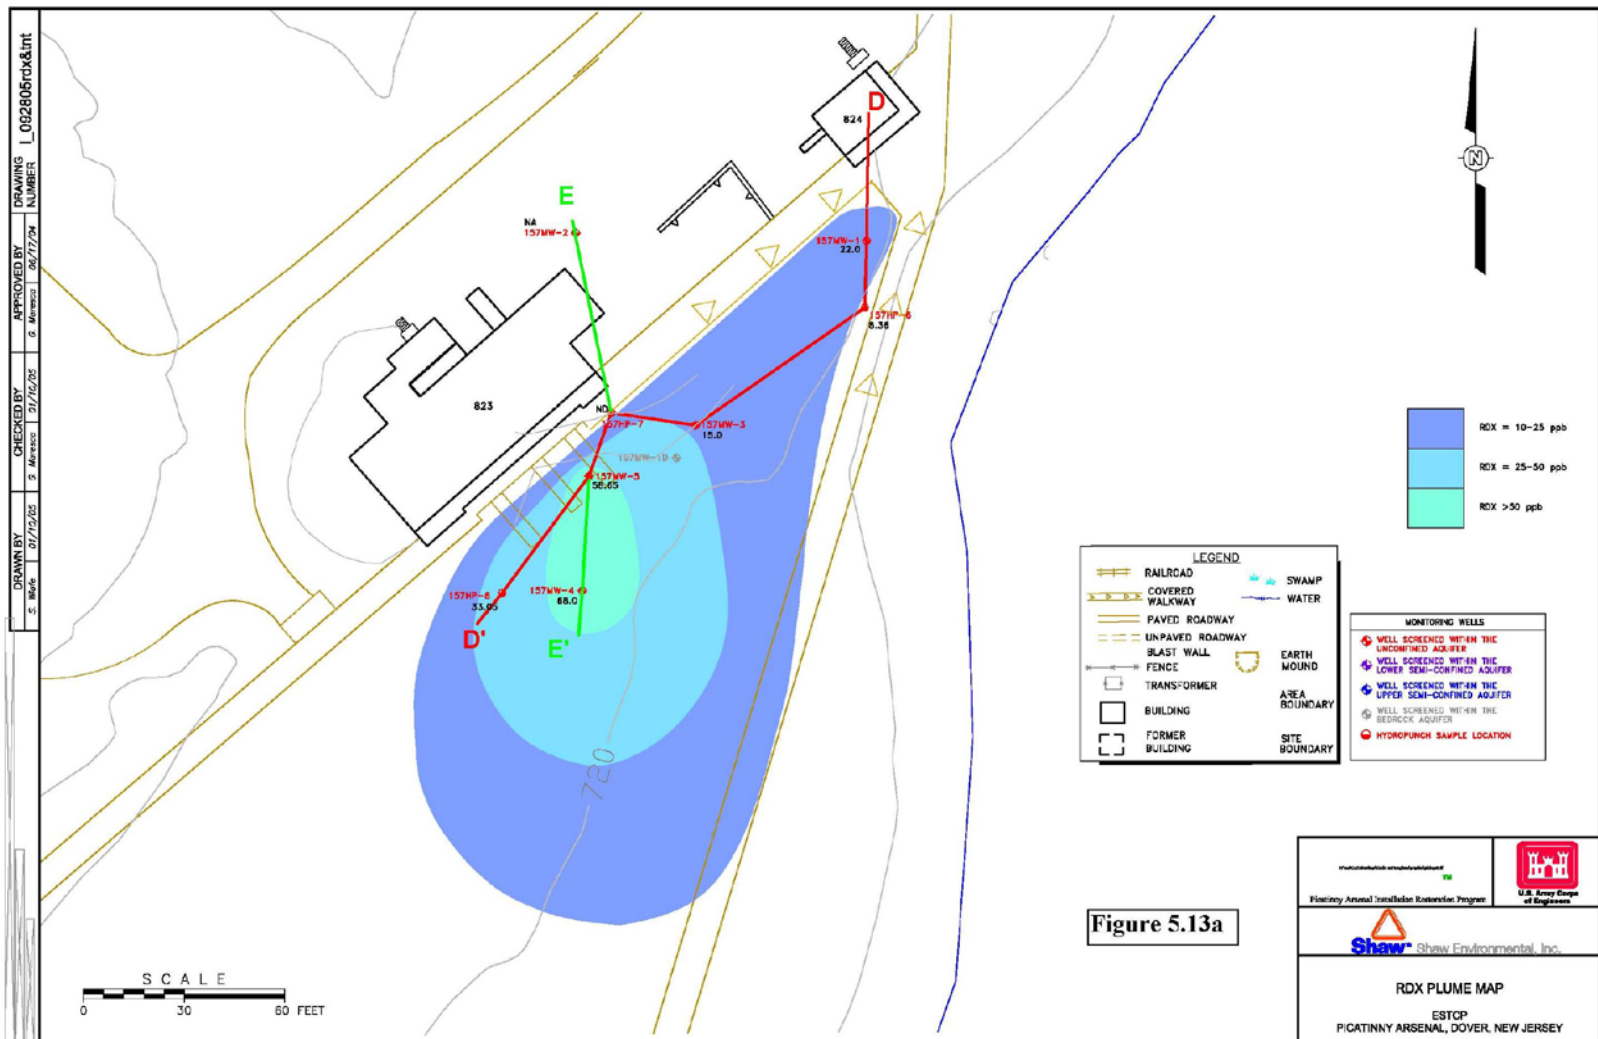 DRAWING NUMBER I_092805rdx&tnt
APPROVED BY
G. Moresco 06/17/04
CHECKED BY
G. Moresco 01/10/05
DRAWN BY
01/10/05
D
824
E
NA
157MW-2
157MW-1
22.0
157HP-6
8.36
823
ND
157HP-7
157MW-3
15.0
157MW-1D
157MW-5
157HP-8
33.05
157MW-4
68.0
D'
E'
720
RDX = 10-25 ppb
RDX = 25-50 ppb
RDX >50 ppb
N
LEGEND
RAILROAD
COVERED WALKWAY
PAVED ROADWAY
UNPAVED ROADWAY
BLAST WALL
FENCE
TRANSFORMER
BUILDING
FORMER BUILDING
SWAMP
WATER
EARTH MOUND
AREA BOUNDARY
SITE BOUNDARY
MONITORING WELLS
WELL SCREENED WITHIN THE
UNCONFINED AQUIFER
WELL SCREENED WITHIN THE
LOWER SEMI-CONFINED AQUIFER
WELL SCREENED WITHIN THE
UPPER SEMI-CONFINED AQUIFER
WELL SCREENED WITHIN THE
BEDROCK AQUIFER
HYDROPUNCH SAMPLE LOCATION
Figure 5.13a
SCALE
0 30 60 FEET
TM
Picatinny Arsenal Installation Restoration Program
U.S. Army Corps
of Engineers
Shaw Shaw Environmental, Inc.
RDX PLUME MAP
ESTCP
PICATINNY ARSENAL, DOVER, NEW JERSEY